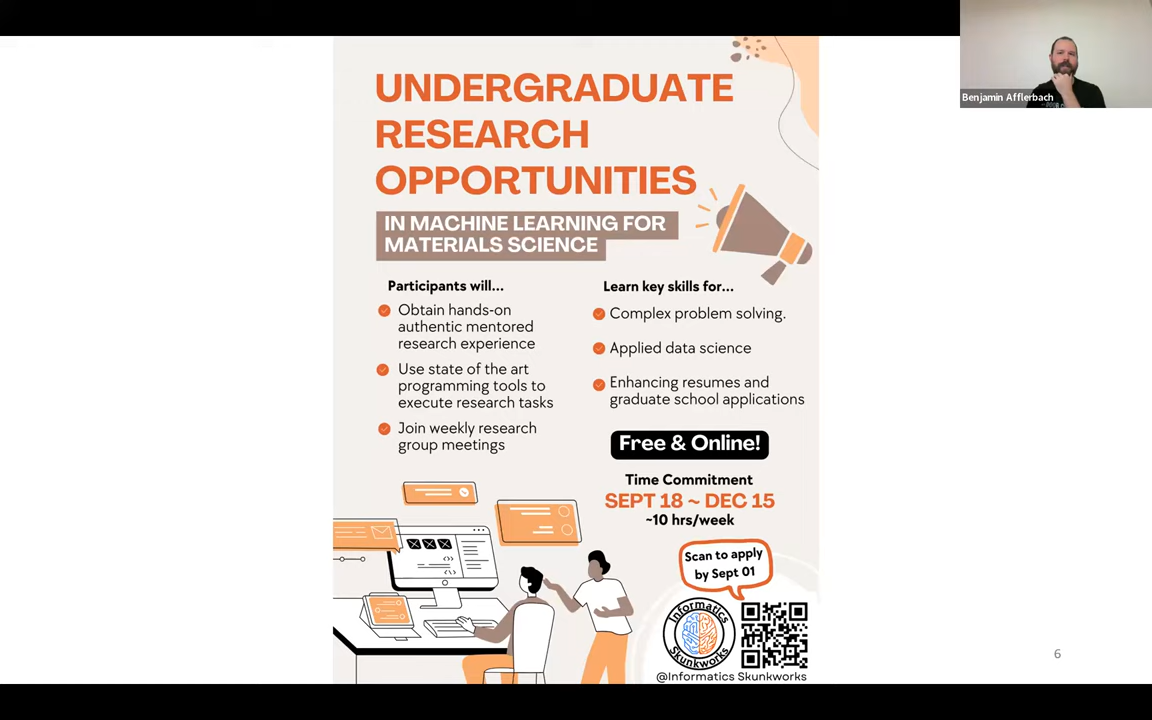 Benjamin Afflerbach
UNDERGRADUATE
RESEARCH
OPPORTUNITIES
IN MACHINE LEARNING FOR
MATERIALS SCIENCE
Participants will...
Obtain hands-on
authentic mentored
research experience
Use state of the art
programming tools to
execute research tasks
Join weekly research
group meetings
Learn key skills for...
Complex problem solving.
Applied data science
Enhancing resumes and
graduate school applications
Free & Online!
Time Commitment
SEPT 18 ~ DEC 15
~10 hrs/week
Scan to apply
by Sept 01
Informatics
Skunkworks
@Informatics Skunkworks
6